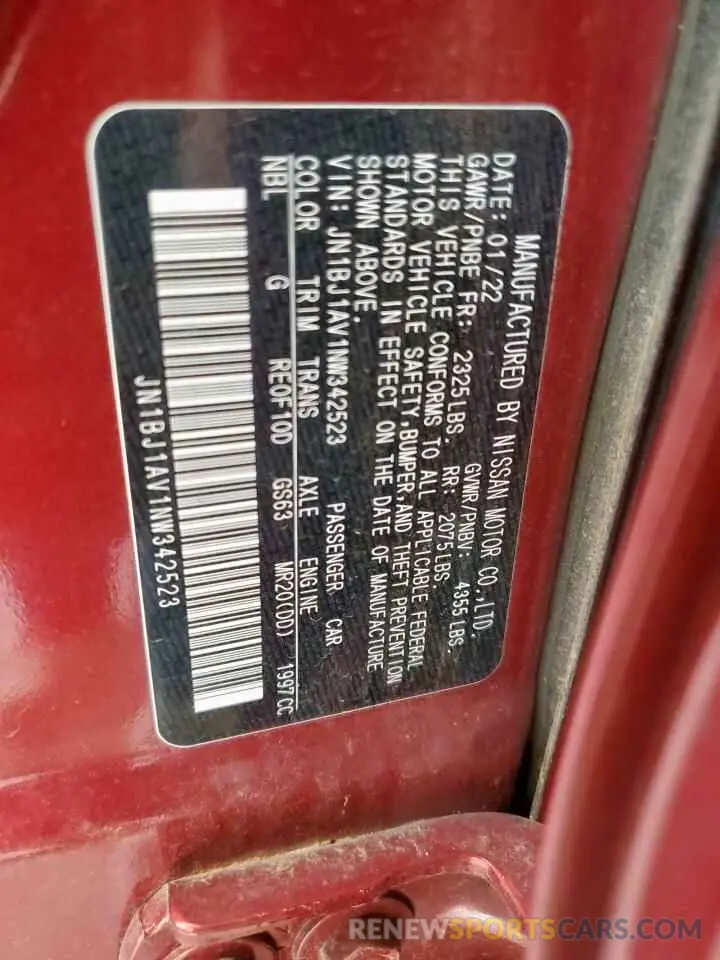 MANUFACTURED BY NISSAN MOTOR CO.,LTD.
DATE: 01/22 GVWR/PNBV: 4355 LBS.
GAWR/PNBE FR: 2325LBS. RR: 2075LBS.
THIS VEHICLE CONFORMS TO ALL APPLICABLE FEDERAL
MOTOR VEHICLE SAFETY,BUMPER,AND THEFT PREVENTION
STANDARDS IN EFFECT ON THE DATE OF MANUFACTURE
SHOWN ABOVE.
VIN: JN1BJ1AV1NW342523 PASSENGER CAR
COLOR TRIM TRANS AXLE ENGINE
NBL G RE0F10D GS63 MR20(DD) 1997CC
JN1BJ1AV1NW342523
RENEWSPORTSCARS.COM